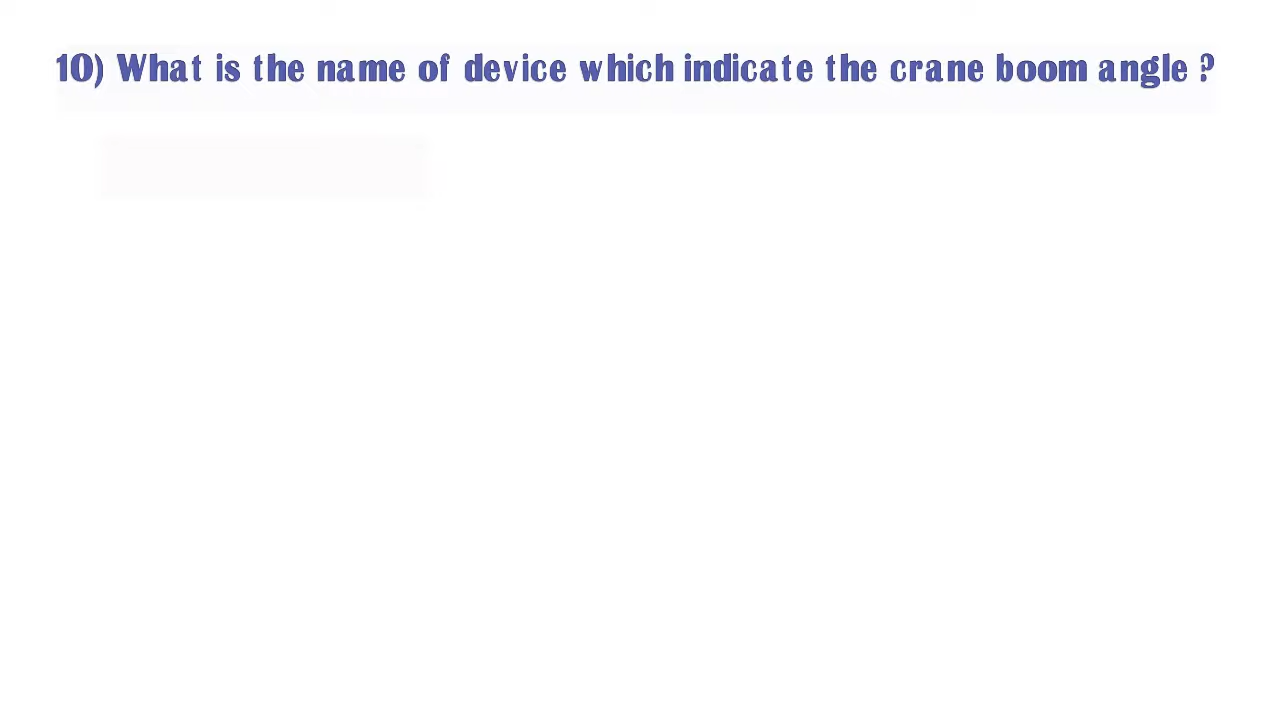 10) What is the name of device which indicate the crane boom angle ?